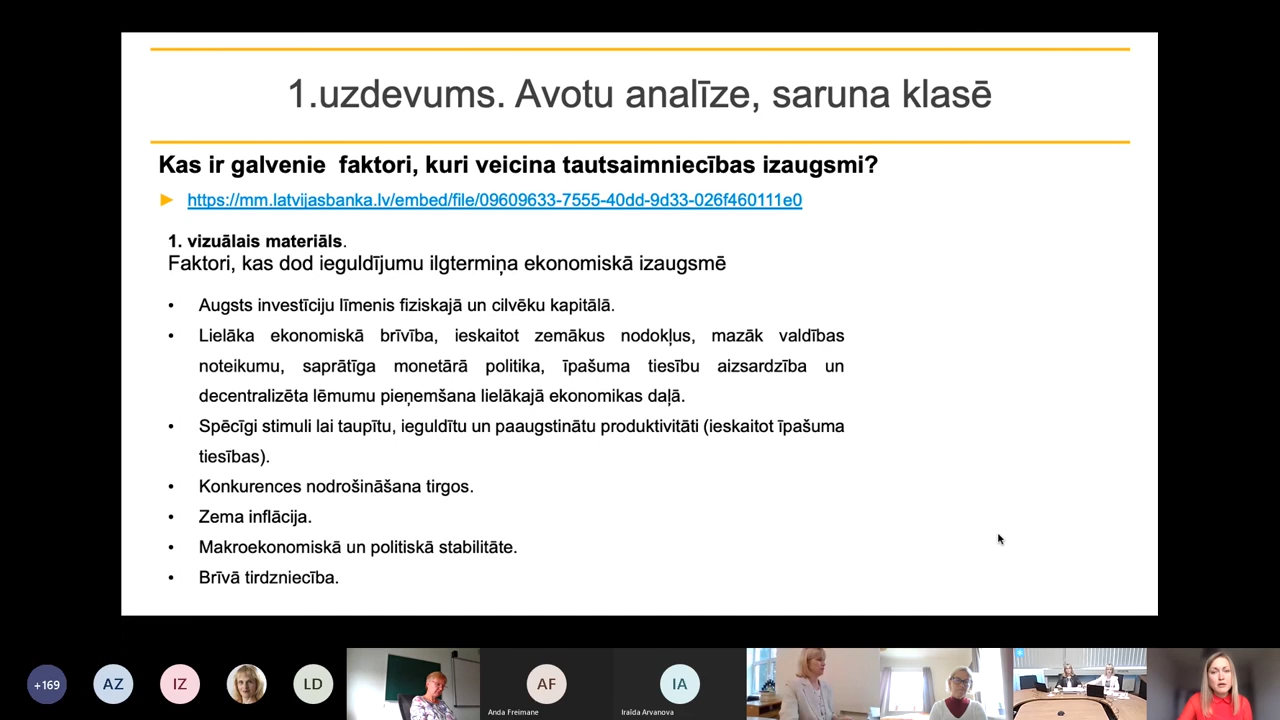 1.uzdevums. Avotu analīze, saruna klasē
Kas ir galvenie faktori, kuri veicina tautsaimniecības izaugsmi?
https://mm.latvijasbanka.lv/embed/file/09609633-7555-40dd-9d33-026f460111e0
1. vizuālais materiāls.
Faktori, kas dod ieguldījumu ilgtermiņa ekonomiskā izaugsmē
• Augsts investīciju līmenis fiziskajā un cilvēku kapitālā.
• Lielāka ekonomiskā brīvība, ieskaitot zemākus nodokļus, mazāk valdības
noteikumu, saprātīga monetārā politika, īpašuma tiesību aizsardzība un
decentralizēta lēmumu pieņemšana lielākajā ekonomikas daļā.
• Spēcīgi stimuli lai taupītu, ieguldītu un paaugstinātu produktivitāti (ieskaitot īpašuma
tiesības).
• Konkurences nodrošināšana tirgos.
• Zema inflācija.
• Makroekonomiskā un politiskā stabilitāte.
• Brīvā tirdzniecība.
+169
AZ
IZ
LD
AF
Anda Freimane
IA
Iraīda Arvanova